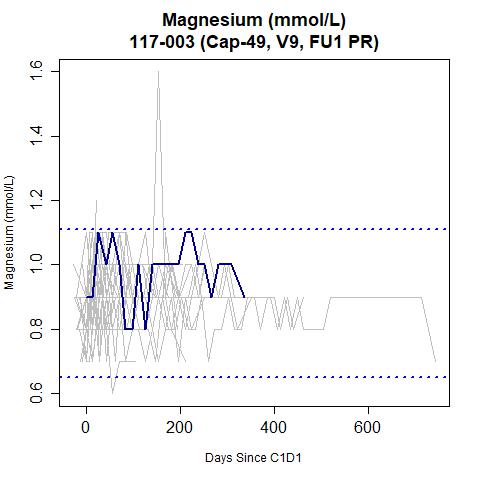 Magnesium (mmol/L)
117-003 (Cap-49, V9, FU1 PR)
Magnesium (mmol/L)
1.6
1.4
1.2
1.0
0.8
0.6
0
200
400
600
Days Since C1D1